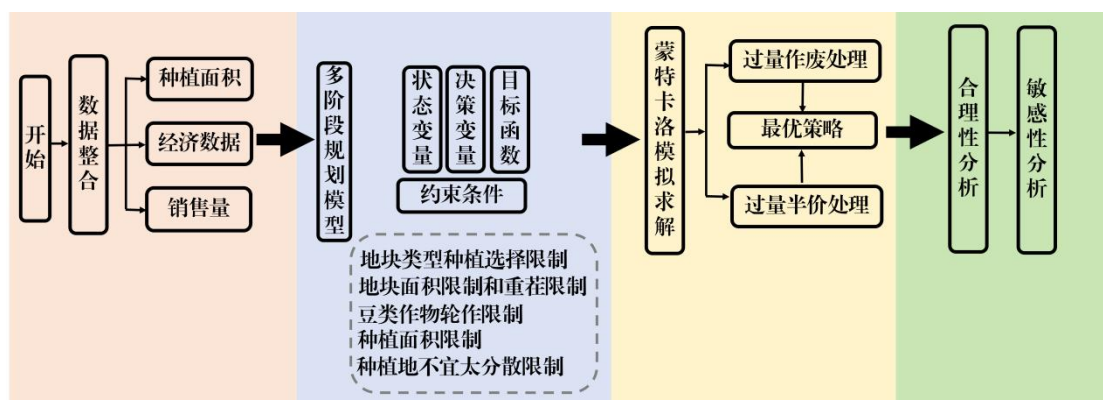 开始
数据整合
种植面积
经济数据
销售量
多阶段规划模型
状态变量
决策变量
目标函数
约束条件
地块类型种植选择限制
地块面积限制和重茬限制
豆类作物轮作限制
种植面积限制
种植地不宜太分散限制
蒙特卡洛模拟求解
过量作废处理
最优策略
过量半价处理
合理性分析
敏感性分析